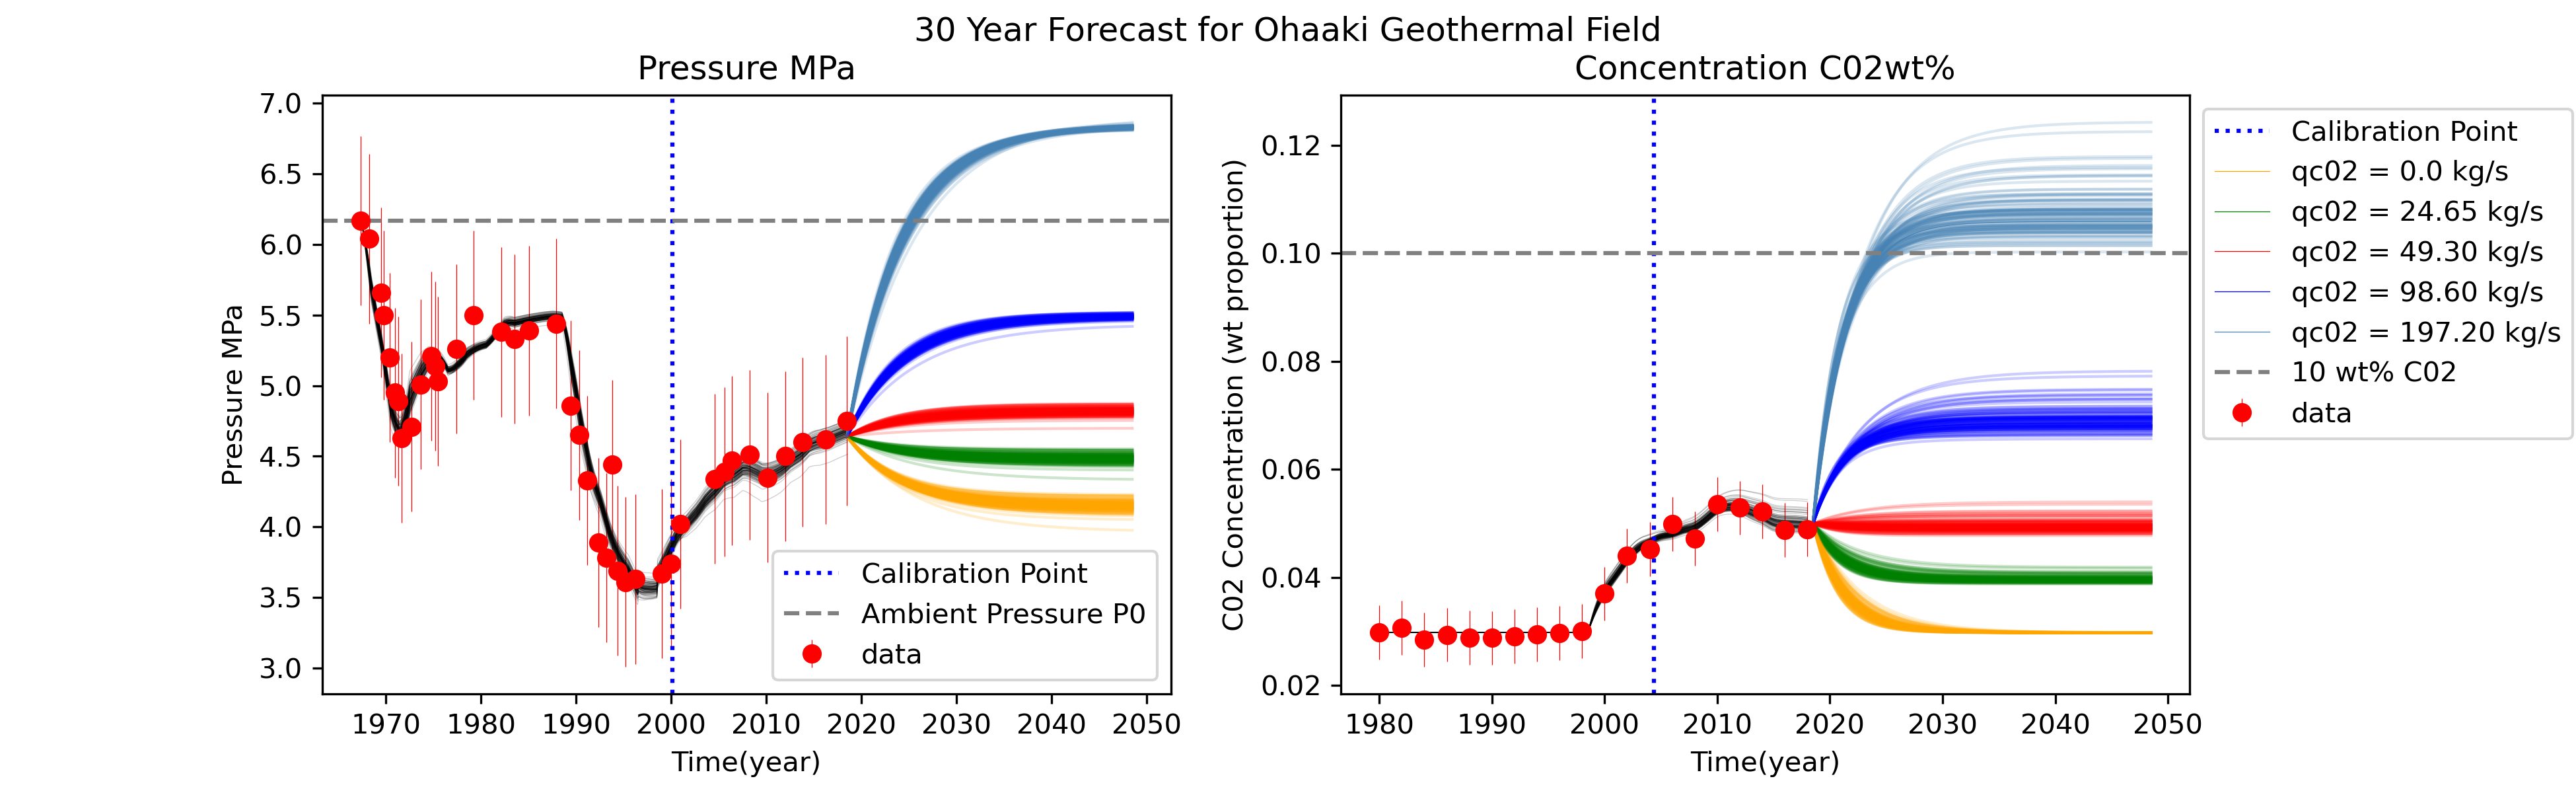 30 Year Forecast for Ohaaki Geothermal Field
Pressure MPa
Pressure MPa
7.0
6.5
6.0
5.5
5.0
4.5
4.0
3.5
3.0
1970 1980 1990 2000 2010 2020 2030 2040 2050
Time(year)
Calibration Point
Ambient Pressure P0
data
Concentration C02wt%
C02 Concentration (wt proportion)
0.12
0.10
0.08
0.06
0.04
0.02
1980 1990 2000 2010 2020 2030 2040 2050
Time(year)
Calibration Point
qc02 = 0.0 kg/s
qc02 = 24.65 kg/s
qc02 = 49.30 kg/s
qc02 = 98.60 kg/s
qc02 = 197.20 kg/s
10 wt% C02
data